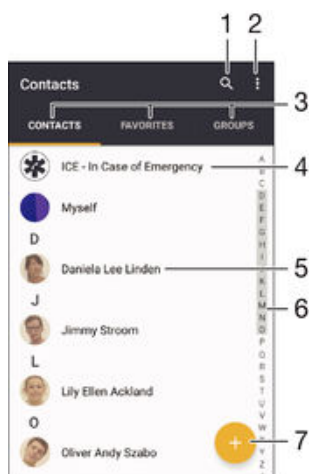 1 2
Contacts
3
CONTACTS FAVORITES GROUPS
ICE - In Case of Emergency 4
Myself
D
Daniela Lee Linden 5
J
Jimmy Stroom
6
L
Lily Ellen Ackland
O
Oliver Andy Szabo
+ 7
A
B
C
D
E
F
G
H
I
K
L
M
N
O
P
Q
R
S
T
U
V
W
Y
Z